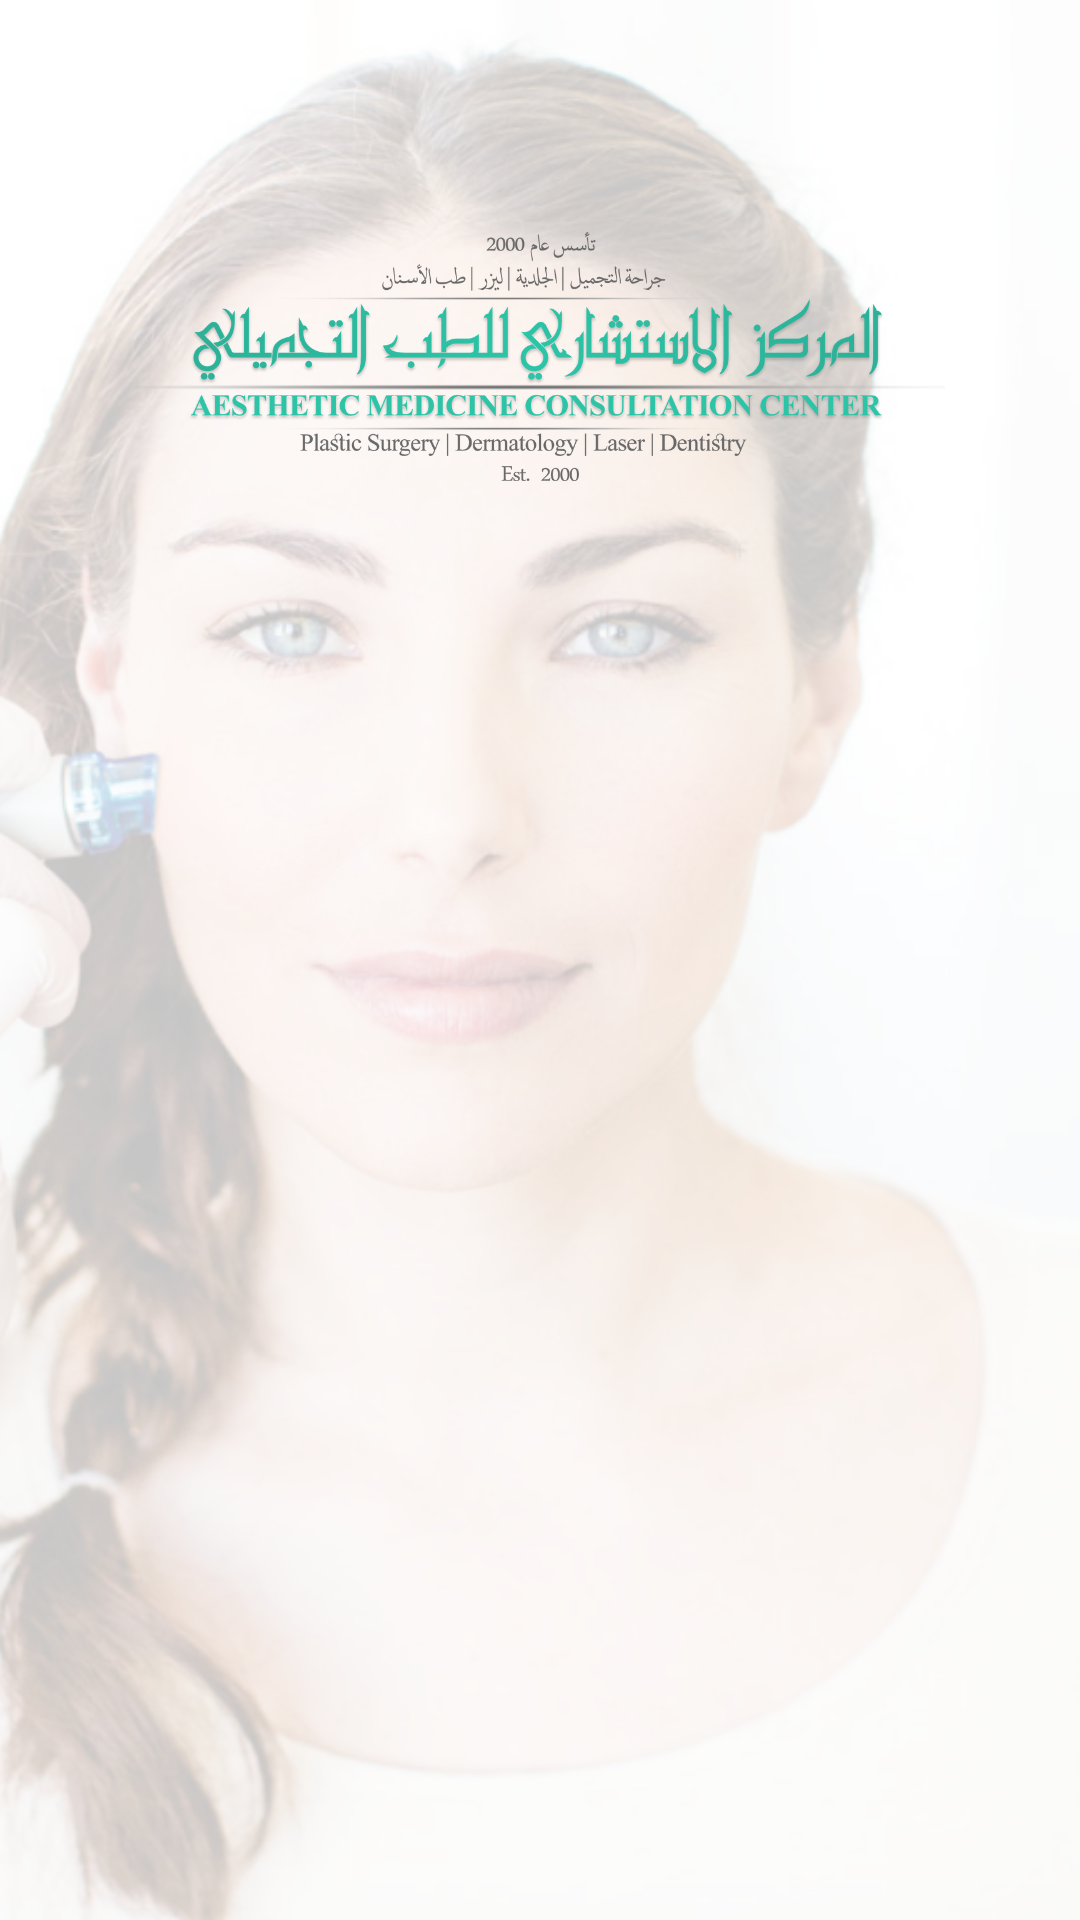 تأسس عام 2000
جراحة التجميل | الجلدية | ليزر | طب الأسنان
المركز الاستشاري للطب التجميلي
AESTHETIC MEDICINE CONSULTATION CENTER
Plastic Surgery | Dermatology | Laser | Dentistry
Est. 2000